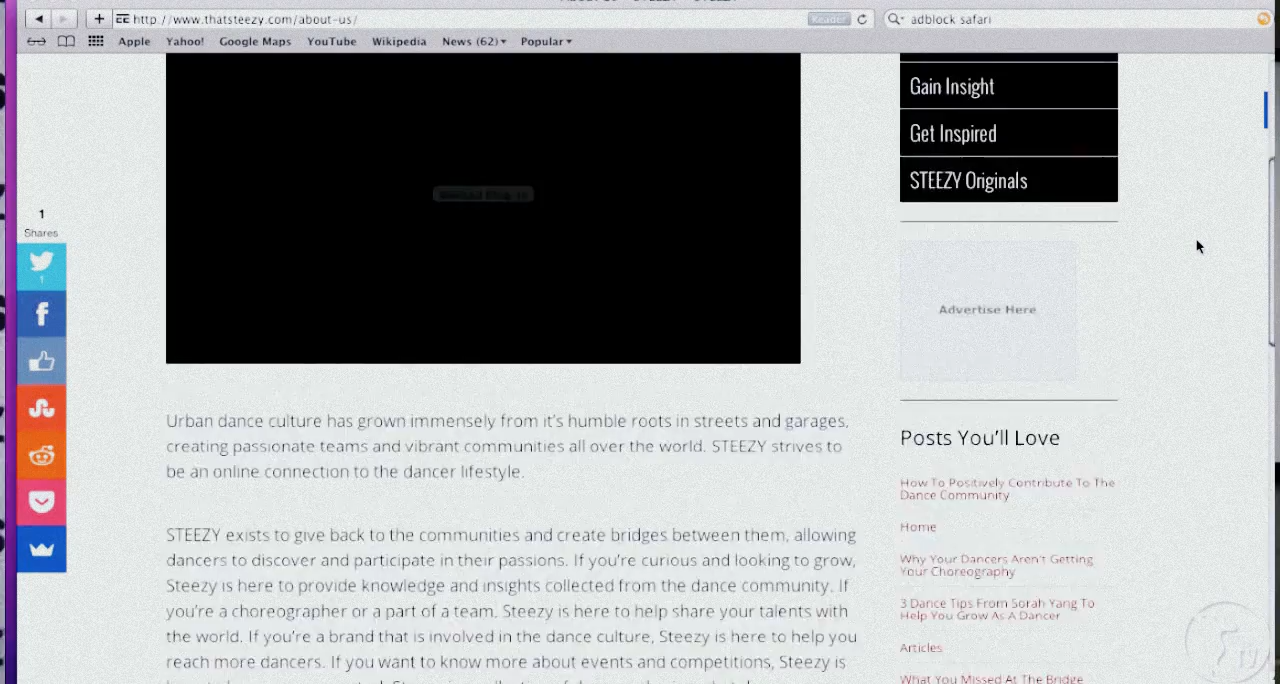 http://www.thatsteezy.com/about-us/
Reader
adblock safari
Apple Yahoo! Google Maps YouTube Wikipedia News (62) Popular
Gain Insight
Get Inspired
STEEZY Originals
1
Shares
1
Advertise Here
Urban dance culture has grown immensely from it's humble roots in streets and garages,
creating passionate teams and vibrant communities all over the world. STEEZY strives to
be an online connection to the dancer lifestyle.
STEEZY exists to give back to the communities and create bridges between them, allowing
dancers to discover and participate in their passions. If you're curious and looking to grow,
Steezy is here to provide knowledge and insights collected from the dance community. If
you're a choreographer or a part of a team. Steezy is here to help share your talents with
the world. If you're a brand that is involved in the dance culture, Steezy is here to help you
reach more dancers. If you want to know more about events and competitions, Steezy is
Posts You'll Love
How To Positively Contribute To The
Dance Community
Home
Why Your Dancers Aren't Getting
Your Choreography
3 Dance Tips From Sorah Yang To
Help You Grow As A Dancer
Articles
What You Missed At The Bridge